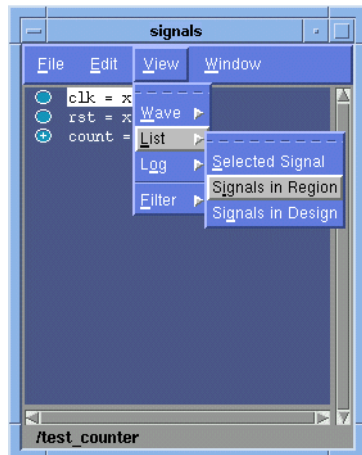 signals
File Edit View Window
clk = x
rst = x
count =
Wave
List
Log
Filter
Selected Signal
Signals in Region
Signals in Design
/test_counter